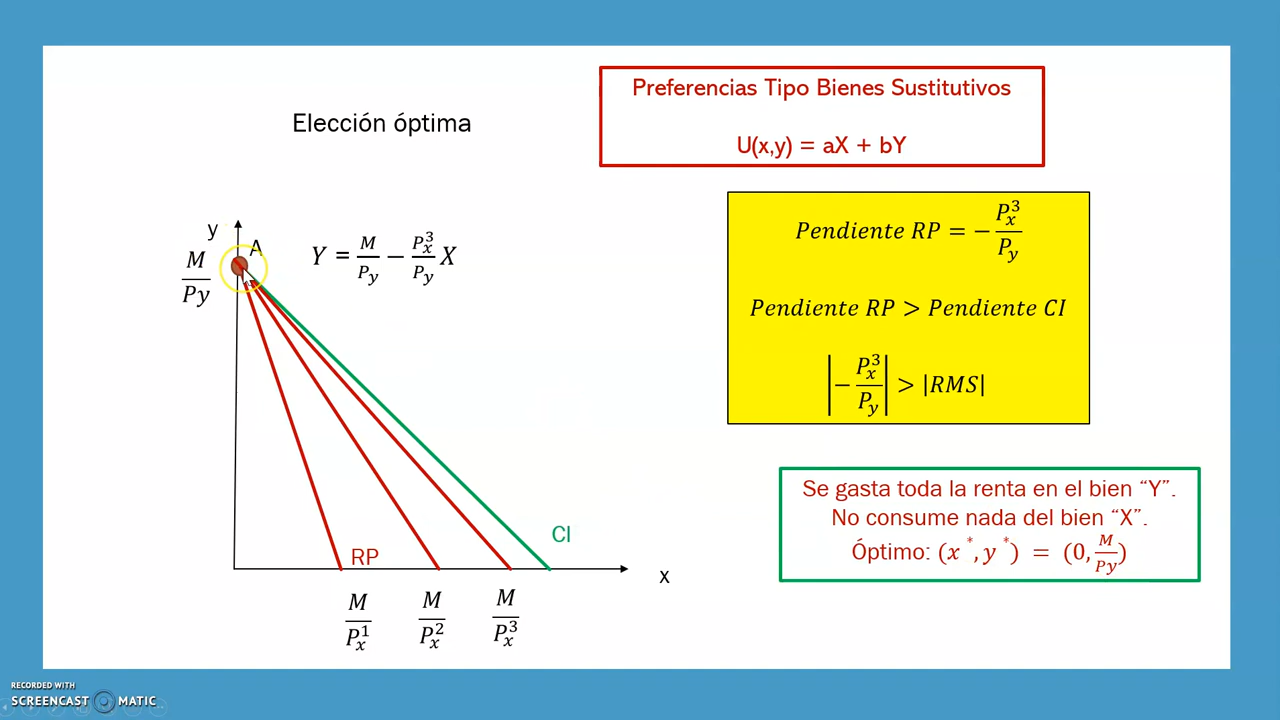 Preferencias Tipo Bienes Sustitutivos
U(x,y) = aX + bY
Elección óptima
y
A
M/Py
Y = M/Py − P_x^3/P_y X
Pendiente RP = − P_x^3/P_y
Pendiente RP > Pendiente CI
|− P_x^3/P_y| > |RMS|
Se gasta toda la renta en el bien “Y”.
No consume nada del bien “X”.
Óptimo: (x*, y*) = (0, M/Py)
CI
RP
x
M/P_x^1
M/P_x^2
M/P_x^3
RECORDED WITH
SCREENCAST MATIC